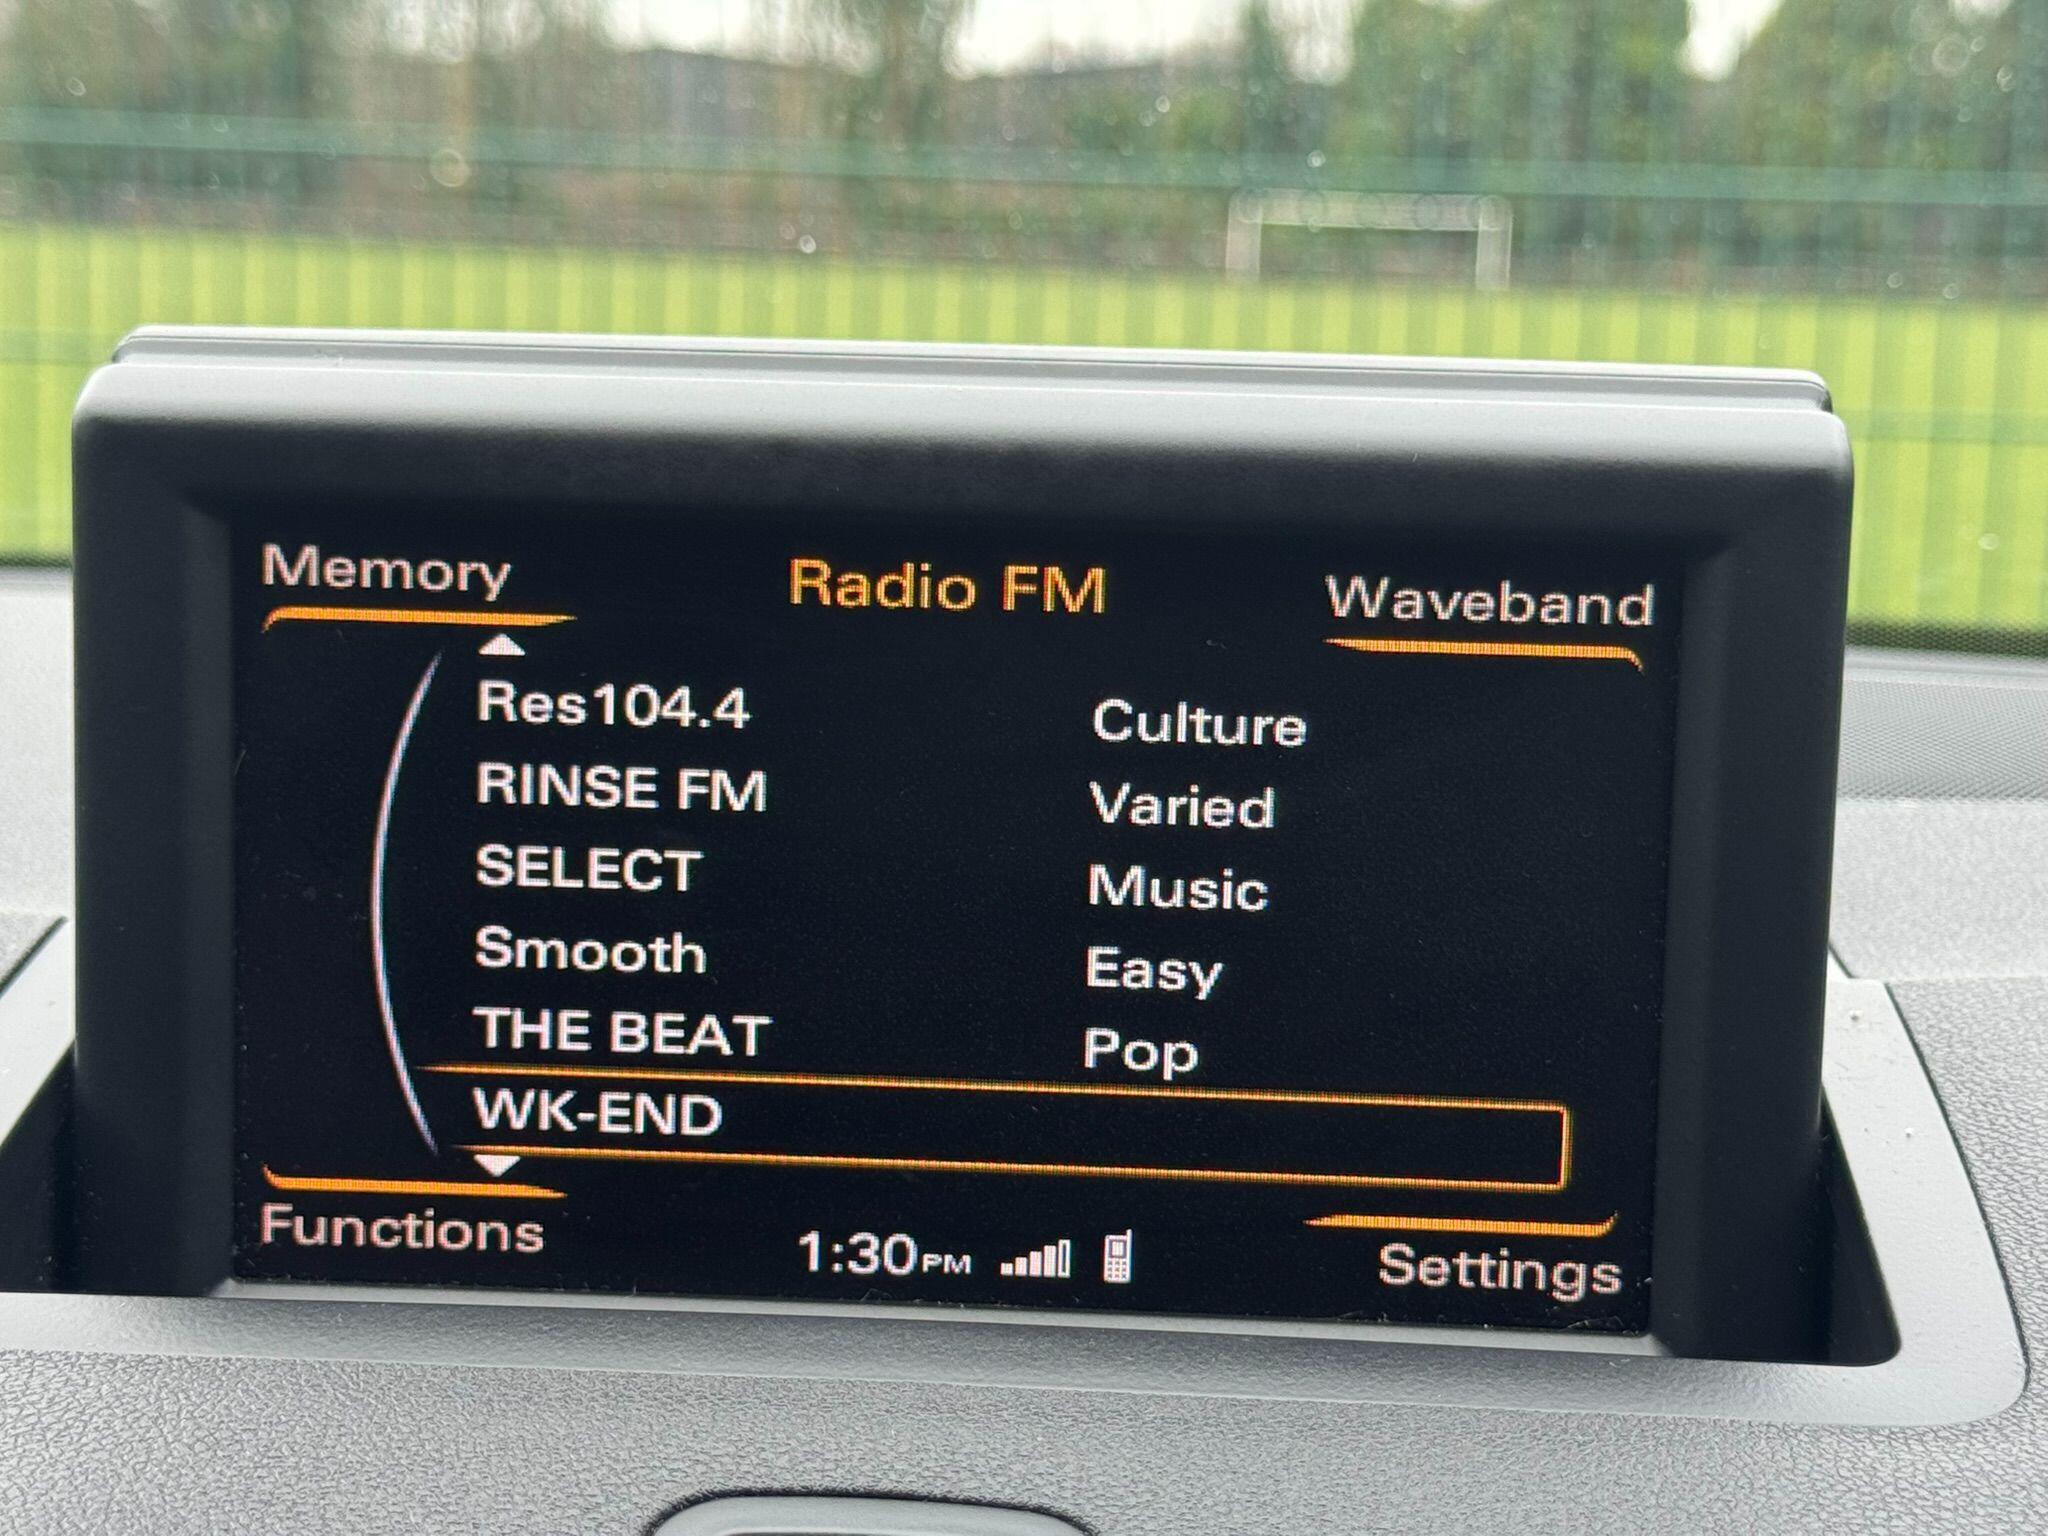 Memory
Radio FM
Waveband
Res104.4 Culture
RINSE FM Varied
SELECT Music
Smooth Easy
THE BEAT Pop
WK-END
Functions
1:30PM
Settings